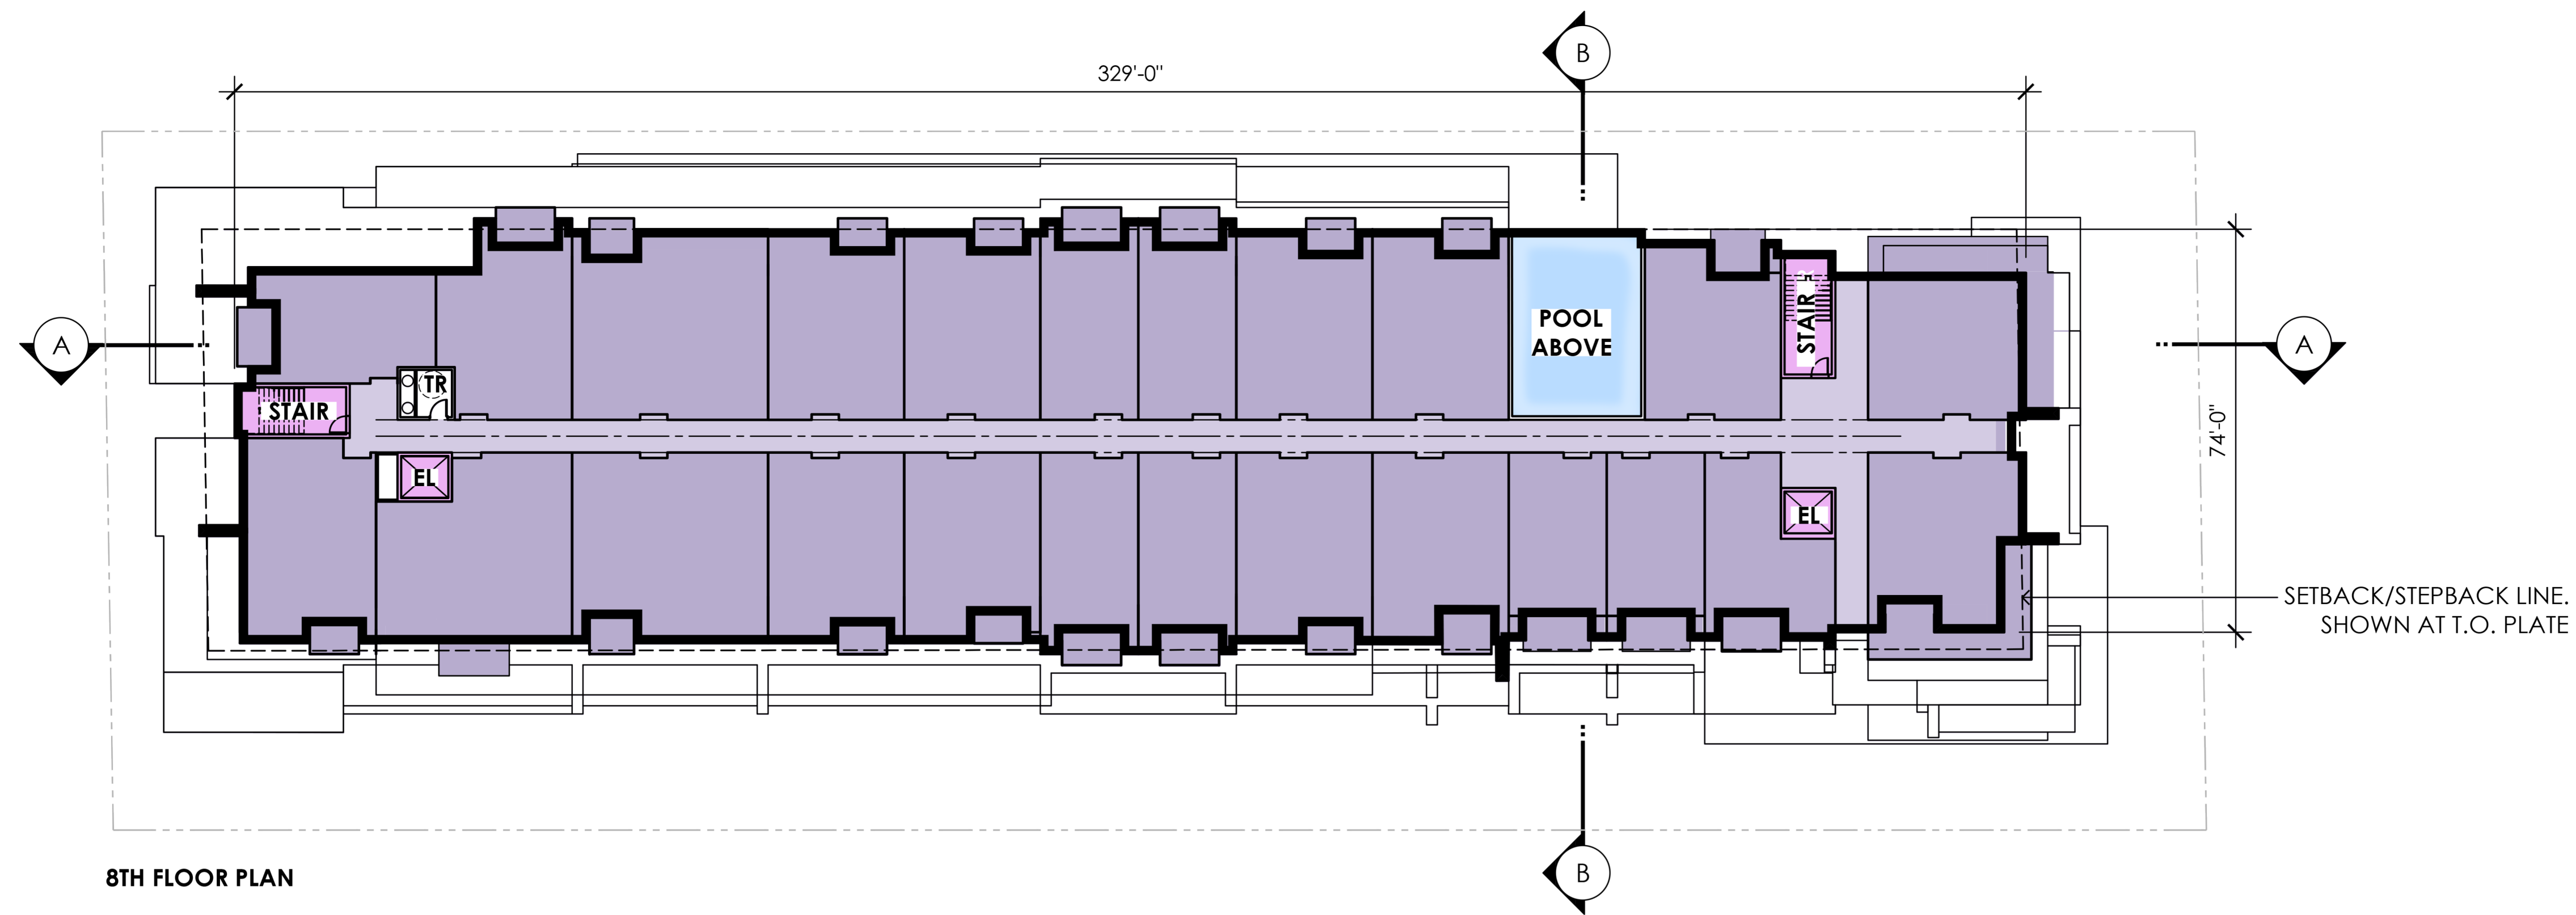 B
329'-0"
POOL
ABOVE
STAIR
A
A
TR
STAIR
74'-0"
EL
EL
SETBACK/STEPBACK LINE.
SHOWN AT T.O. PLATE
B
8TH FLOOR PLAN